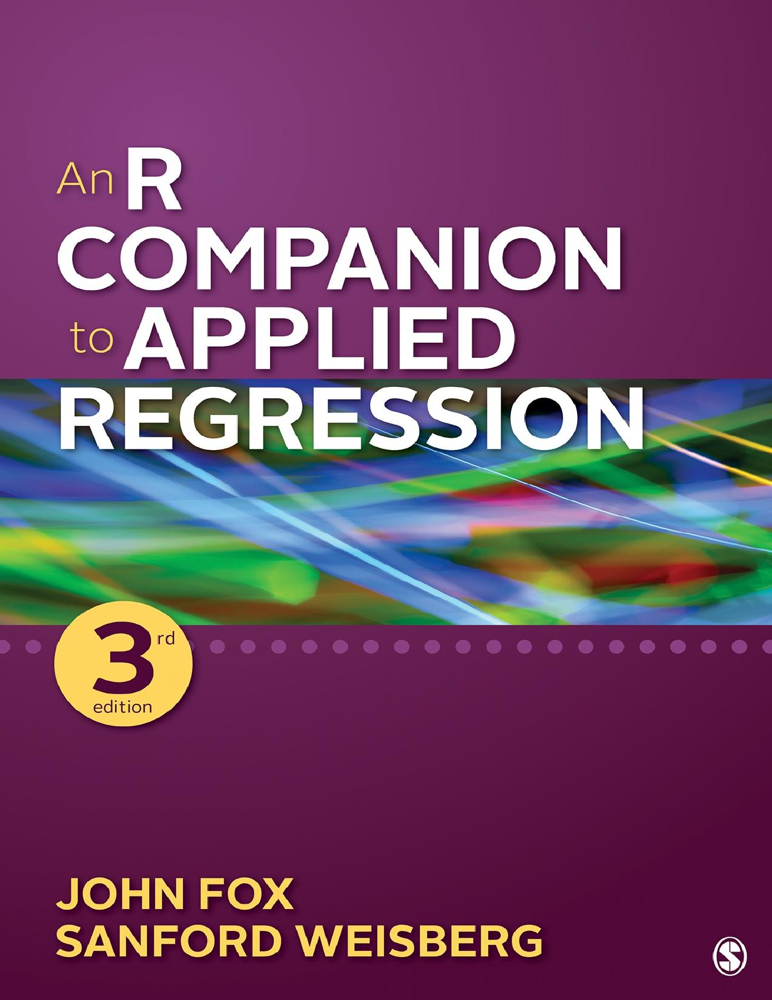 An R
COMPANION
to APPLIED
REGRESSION
3rd
edition
JOHN FOX
SANFORD WEISBERG
S